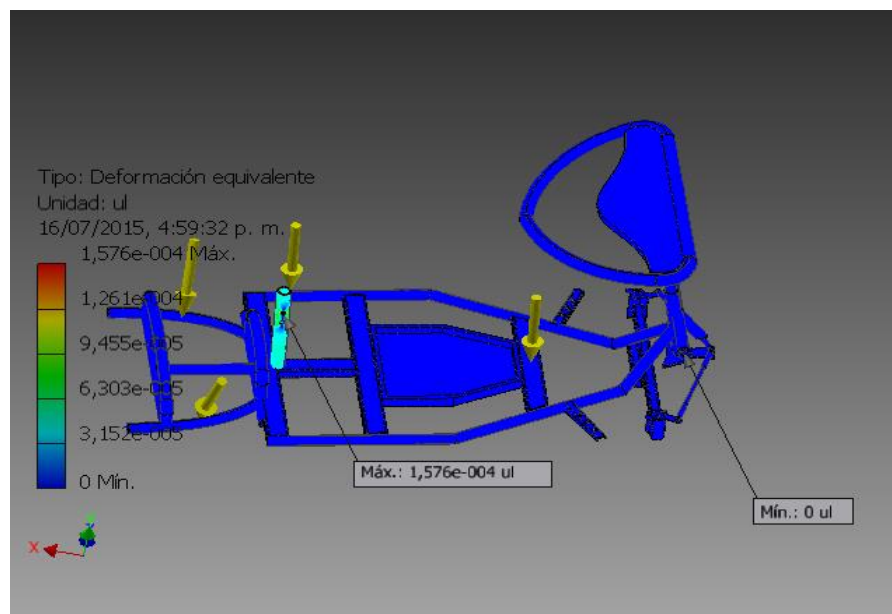 Tipo: Deformación equivalente
Unidad: ul
16/07/2015, 4:59:32 p. m.
1,576e-004 Máx.
1,261e-004
9,455e-005
6,303e-005
3,152e-005
0 Mín.
Máx.: 1,576e-004 ul
Mín.: 0 ul
X